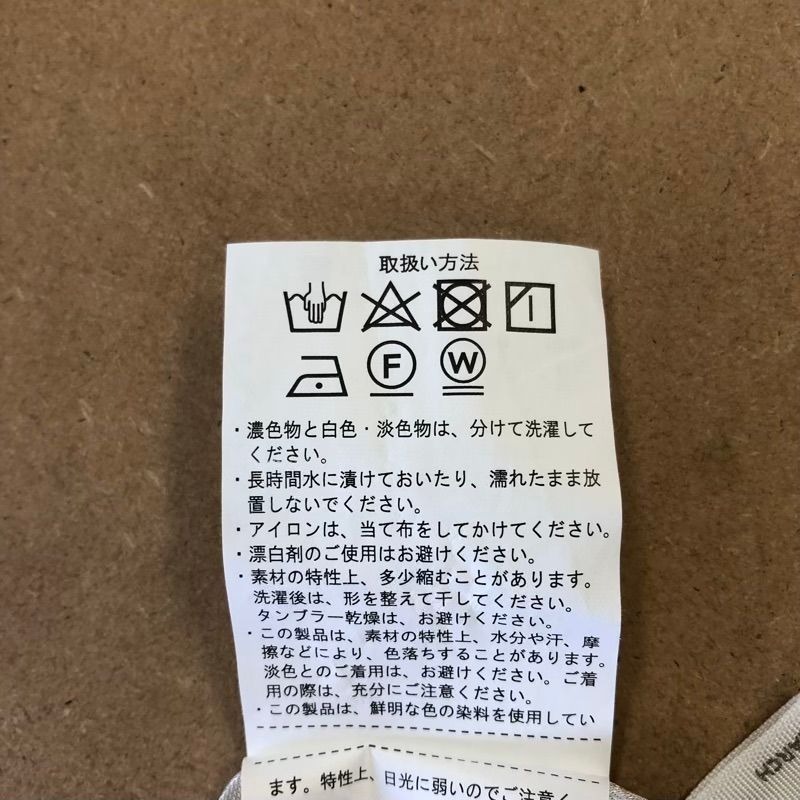 取扱い方法
F W
・濃色物と白色・淡色物は、分けて洗濯して
ください。
・長時間水に漬けておいたり、濡れたまま放
置しないでください。
・アイロンは、当て布をしてかけてください。
・漂白剤のご使用はお避けください。
・素材の特性上、多少縮むことがあります。
洗濯後は、形を整えて干してください。
タンブラー乾燥は、お避けください。
・この製品は、素材の特性上、水分や汗、摩
擦などにより、色落ちすることがあります。
淡色とのご着用は、お避けください。ご着
用の際は、充分にご注意ください。
・この製品は、鮮明な色の染料を使用してい
ます。特性上、日光に弱いのでご注意く
ARCH